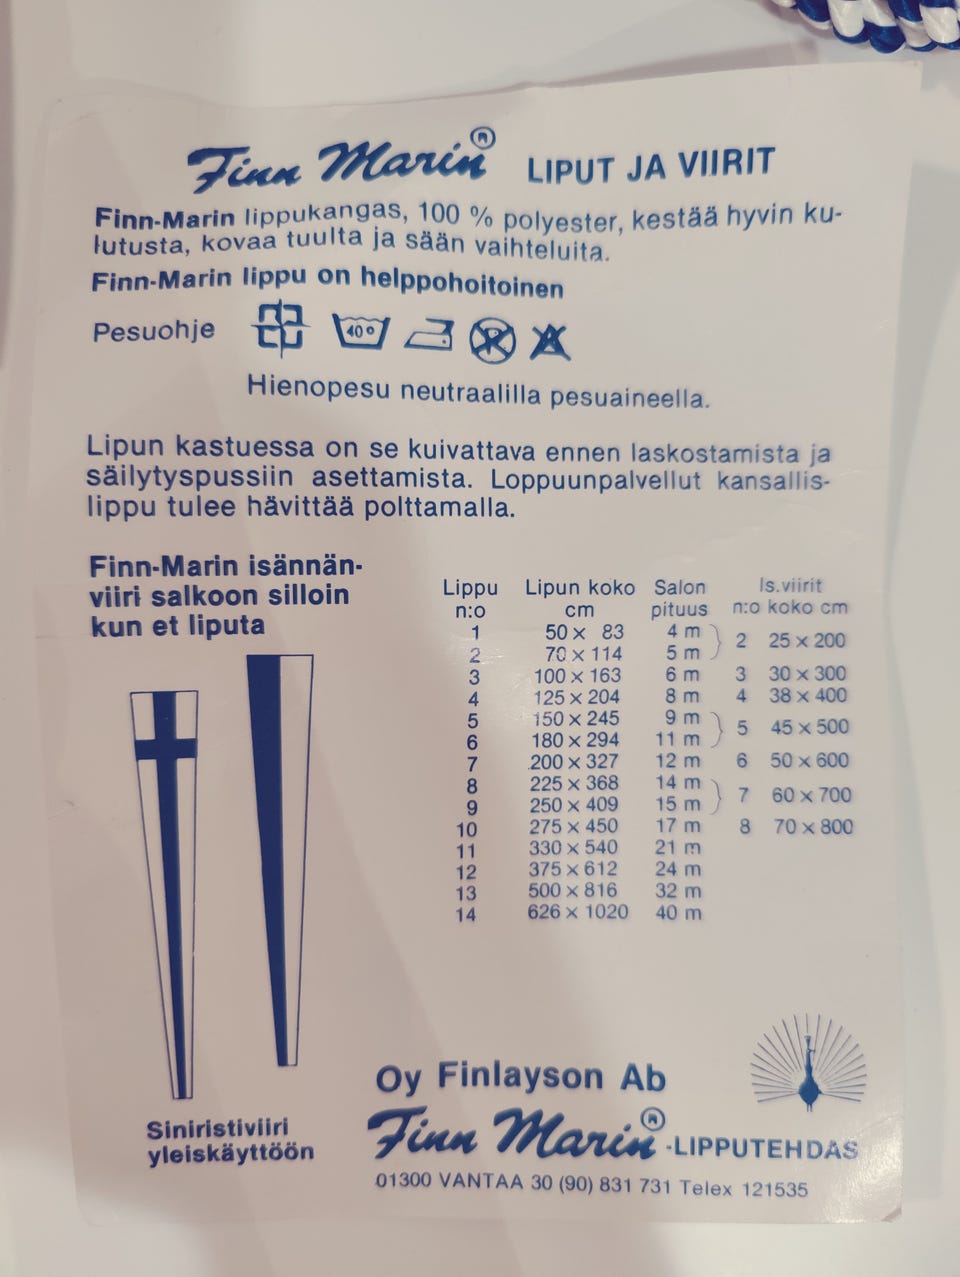 Finn Marin ® LIPUT JA VIIRIT
Finn-Marin lippukangas, 100 % polyester, kestää hyvin ku-
lutusta, kovaa tuulta ja sään vaihteluita.
Finn-Marin lippu on helppohoitoinen
Pesuohje 40°
Hienopesu neutraalilla pesuaineella.
Lipun kastuessa on se kuivattava ennen laskostamista ja
säilytyspussiin asettamista. Loppuunpalvellut kansallis-
lippu tulee hävittää polttamalla.
Finn-Marin isännän-
viiri salkoon silloin
kun et liputa
Lippu Lipun koko Salon Is.viirit
n:o cm pituus n:o koko cm
1 50 x 83 4 m
2 70 x 114 5 m } 2 25 x 200
3 100 x 163 6 m 3 30 x 300
4 125 x 204 8 m 4 38 x 400
5 150 x 245 9 m
6 180 x 294 11 m } 5 45 x 500
7 200 x 327 12 m 6 50 x 600
8 225 x 368 14 m
9 250 x 409 15 m } 7 60 x 700
10 275 x 450 17 m 8 70 x 800
11 330 x 540 21 m
12 375 x 612 24 m
13 500 x 816 32 m
14 626 x 1020 40 m
Siniristiviiri
yleiskäyttöön
Oy Finlayson Ab
Finn Marin ® -LIPPUTEHDAS
01300 VANTAA 30 (90) 831 731 Telex 121535